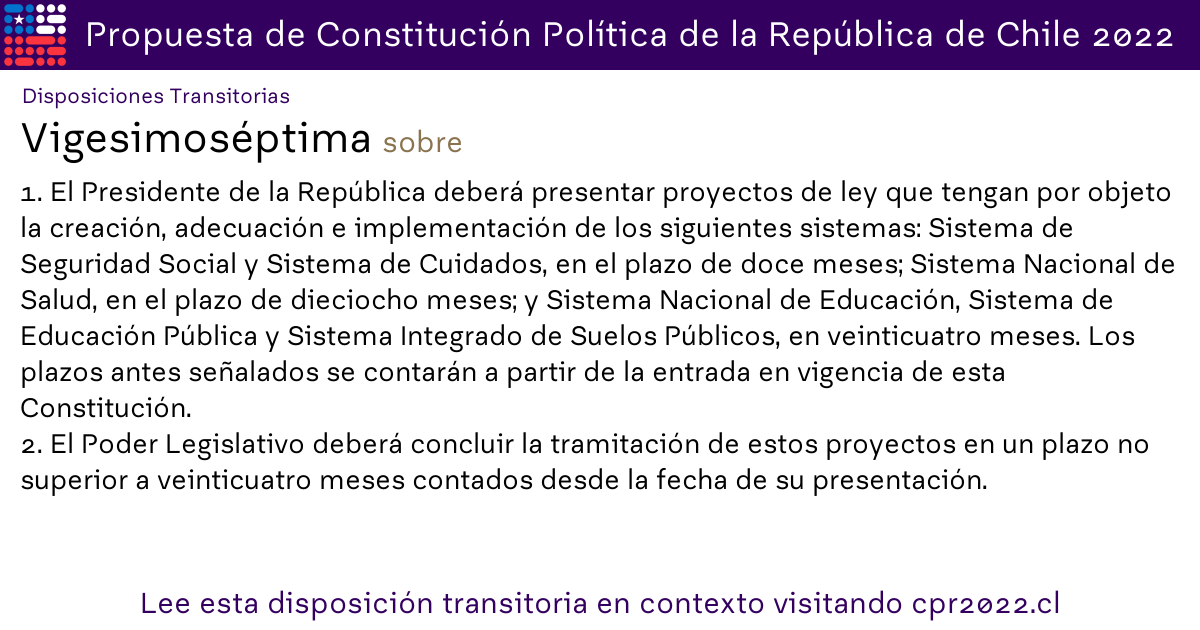 Propuesta de Constitución Política de la República de Chile 2022
Disposiciones Transitorias
Vigesimoséptima sobre
1. El Presidente de la República deberá presentar proyectos de ley que tengan por objeto
la creación, adecuación e implementación de los siguientes sistemas: Sistema de
Seguridad Social y Sistema de Cuidados, en el plazo de doce meses; Sistema Nacional de
Salud, en el plazo de dieciocho meses; y Sistema Nacional de Educación, Sistema de
Educación Pública y Sistema Integrado de Suelos Públicos, en veinticuatro meses. Los
plazos antes señalados se contarán a partir de la entrada en vigencia de esta
Constitución.
2. El Poder Legislativo deberá concluir la tramitación de estos proyectos en un plazo no
superior a veinticuatro meses contados desde la fecha de su presentación.
Lee esta disposición transitoria en contexto visitando cpr2022.cl